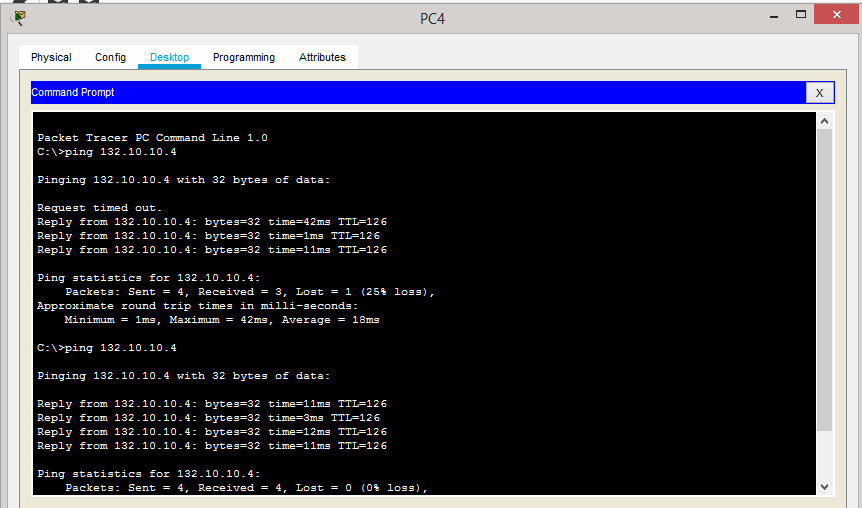 PC4
Physical Config Desktop Programming Attributes
Command Prompt X
Packet Tracer PC Command Line 1.0
C:\>ping 132.10.10.4
Pinging 132.10.10.4 with 32 bytes of data:
Request timed out.
Reply from 132.10.10.4: bytes=32 time=42ms TTL=126
Reply from 132.10.10.4: bytes=32 time=1ms TTL=126
Reply from 132.10.10.4: bytes=32 time=11ms TTL=126
Ping statistics for 132.10.10.4:
Packets: Sent = 4, Received = 3, Lost = 1 (25% loss),
Approximate round trip times in milli-seconds:
Minimum = 1ms, Maximum = 42ms, Average = 18ms
C:\>ping 132.10.10.4
Pinging 132.10.10.4 with 32 bytes of data:
Reply from 132.10.10.4: bytes=32 time=11ms TTL=126
Reply from 132.10.10.4: bytes=32 time=3ms TTL=126
Reply from 132.10.10.4: bytes=32 time=12ms TTL=126
Reply from 132.10.10.4: bytes=32 time=11ms TTL=126
Ping statistics for 132.10.10.4:
Packets: Sent = 4, Received = 4, Lost = 0 (0% loss),